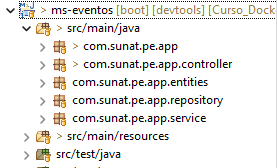 > ms-eventos [boot] [devtools] [Curso_Dock
> src/main/java
> com.sunat.pe.app
> com.sunat.pe.app.controller
com.sunat.pe.app.entities
com.sunat.pe.app.repository
com.sunat.pe.app.service
> src/main/resources
src/test/java